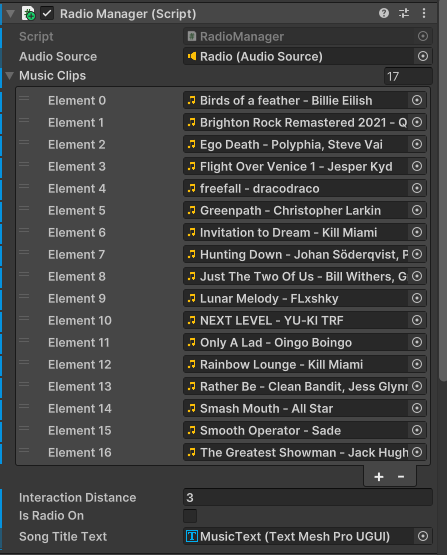 Radio Manager (Script)
Script RadioManager
Audio Source Radio (Audio Source)
Music Clips 17
Element 0 Birds of a feather - Billie Eilish
Element 1 Brighton Rock Remastered 2021 - Q
Element 2 Ego Death - Polyphia, Steve Vai
Element 3 Flight Over Venice 1 - Jesper Kyd
Element 4 freefall - dracodraco
Element 5 Greenpath - Christopher Larkin
Element 6 Invitation to Dream - Kill Miami
Element 7 Hunting Down - Johan Söderqvist, P
Element 8 Just The Two Of Us - Bill Withers, G
Element 9 Lunar Melody - FLxshky
Element 10 NEXT LEVEL - YU-KI TRF
Element 11 Only A Lad - Oingo Boingo
Element 12 Rainbow Lounge - Kill Miami
Element 13 Rather Be - Clean Bandit, Jess Glynn
Element 14 Smash Mouth - All Star
Element 15 Smooth Operator - Sade
Element 16 The Greatest Showman - Jack Hugh
+ -
Interaction Distance 3
Is Radio On
Song Title Text MusicText (Text Mesh Pro UGUI)